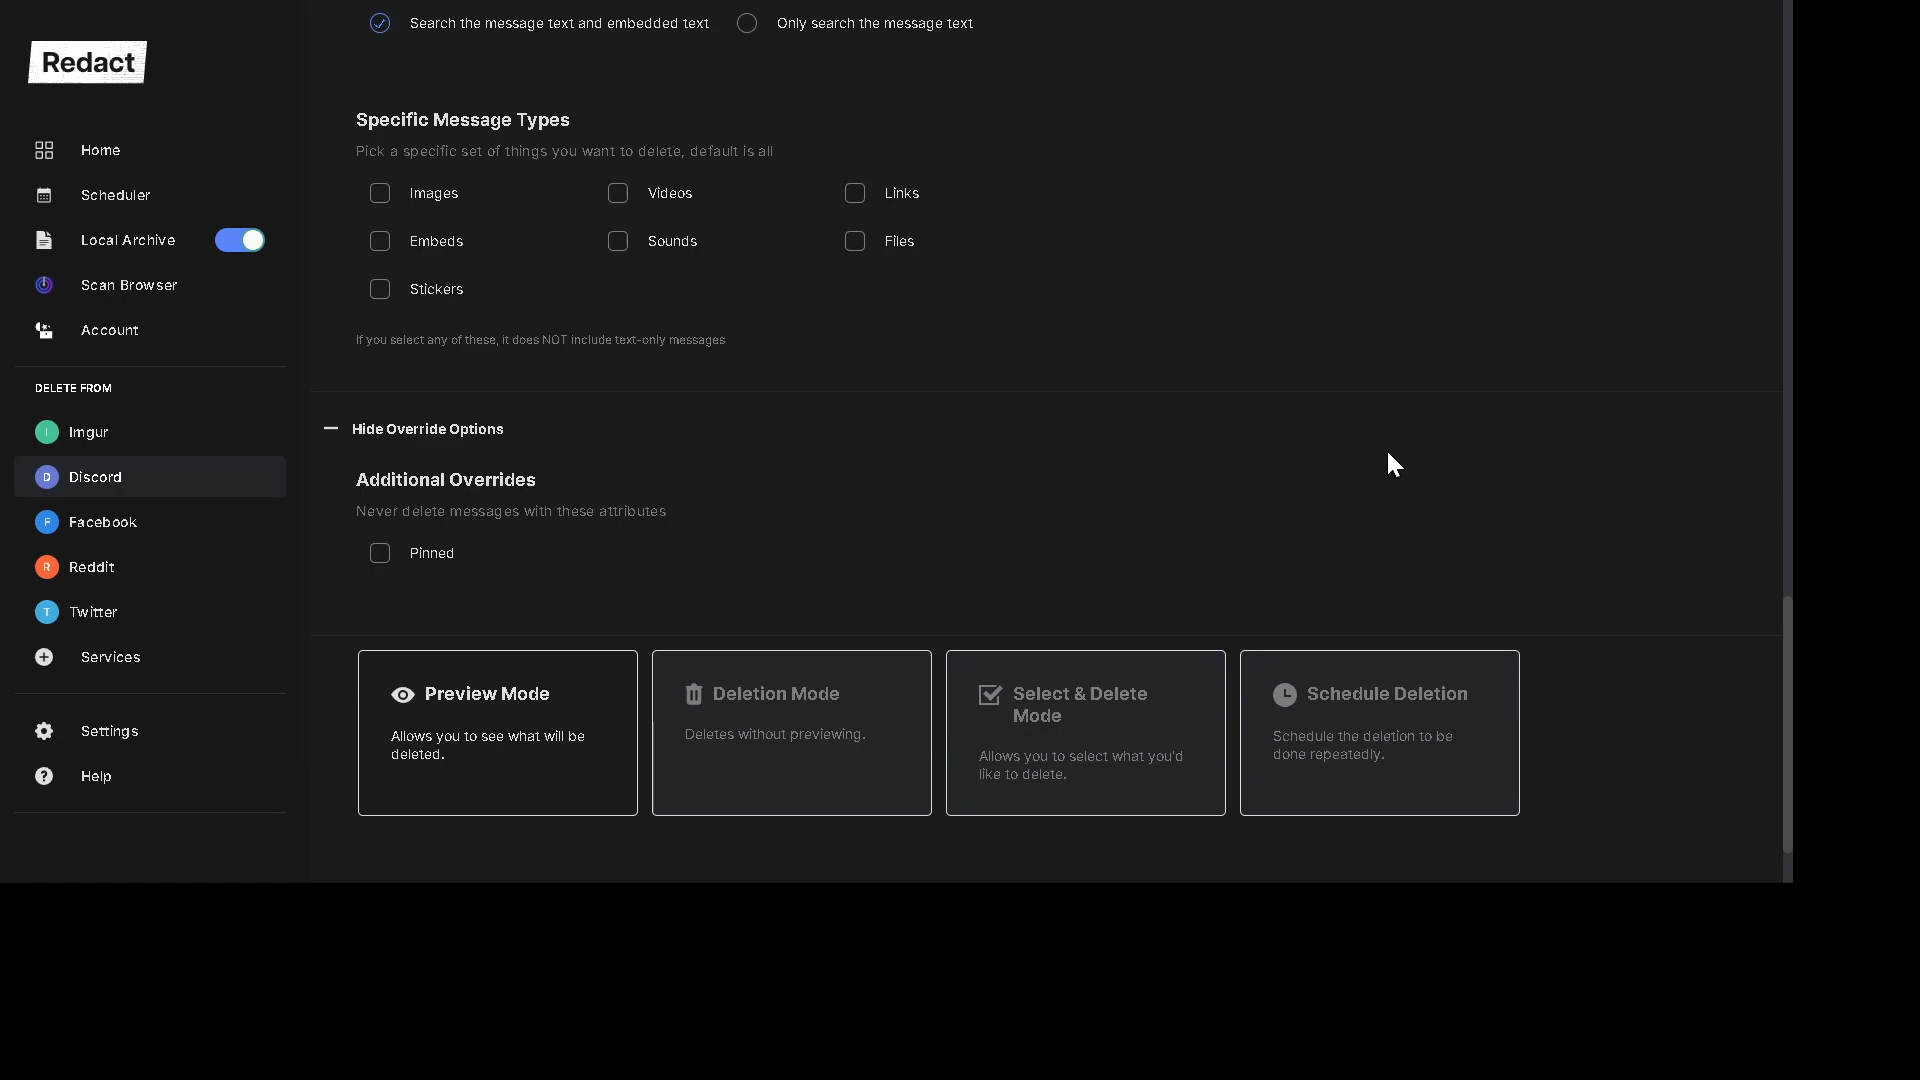 Redact
Home
Scheduler
Local Archive
Scan Browser
Account
DELETE FROM
I Imgur
D Discord
F Facebook
R Reddit
T Twitter
Services
Settings
Help
Search the message text and embedded text Only search the message text
Specific Message Types
Pick a specific set of things you want to delete, default is all
Images Videos Links
Embeds Sounds Files
Stickers
If you select any of these, it does NOT include text-only messages
Hide Override Options
Additional Overrides
Never delete messages with these attributes
Pinned
Preview Mode
Allows you to see what will be
deleted.
Deletion Mode
Deletes without previewing.
Select & Delete
Mode
Allows you to select what you'd
like to delete.
Schedule Deletion
Schedule the deletion to be
done repeatedly.